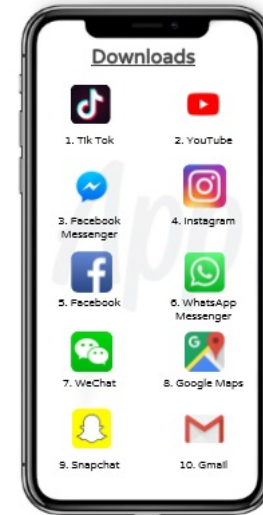 Downloads
1. TIk Tok
2. YouTube
3. Facebook
Messenger
4. Instagram
5. Facebook
6. WhatsApp
Messenger
7. WeChat
8. Google Maps
9. Snapchat
10. Gmail
App